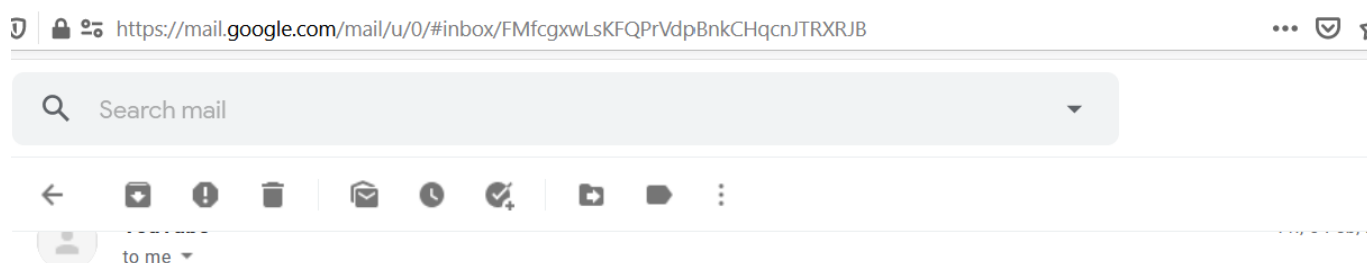 https://mail.google.com/mail/u/0/#inbox/FMfcgxwLsKFQPrVdpBnkCHqcnJTRXRJB
Search mail
to me